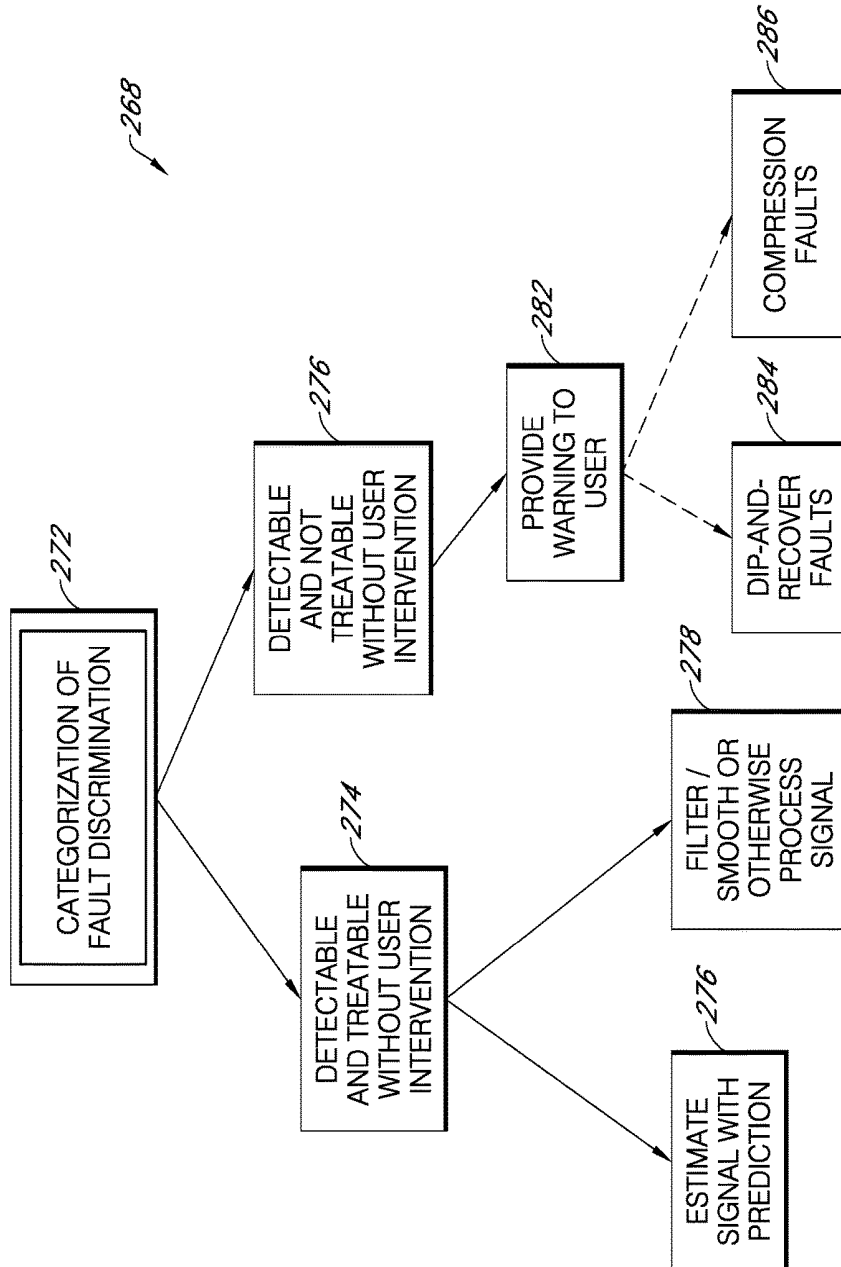 268
272
CATEGORIZATION OF
FAULT DISCRIMINATION
274
DETECTABLE
AND TREATABLE
WITHOUT USER
INTERVENTION
276
DETECTABLE
AND NOT
TREATABLE
WITHOUT USER
INTERVENTION
282
PROVIDE
WARNING TO
USER
276
ESTIMATE
SIGNAL WITH
PREDICTION
278
FILTER /
SMOOTH OR
OTHERWISE
PROCESS
SIGNAL
284
DIP-AND-
RECOVER
FAULTS
286
COMPRESSION
FAULTS